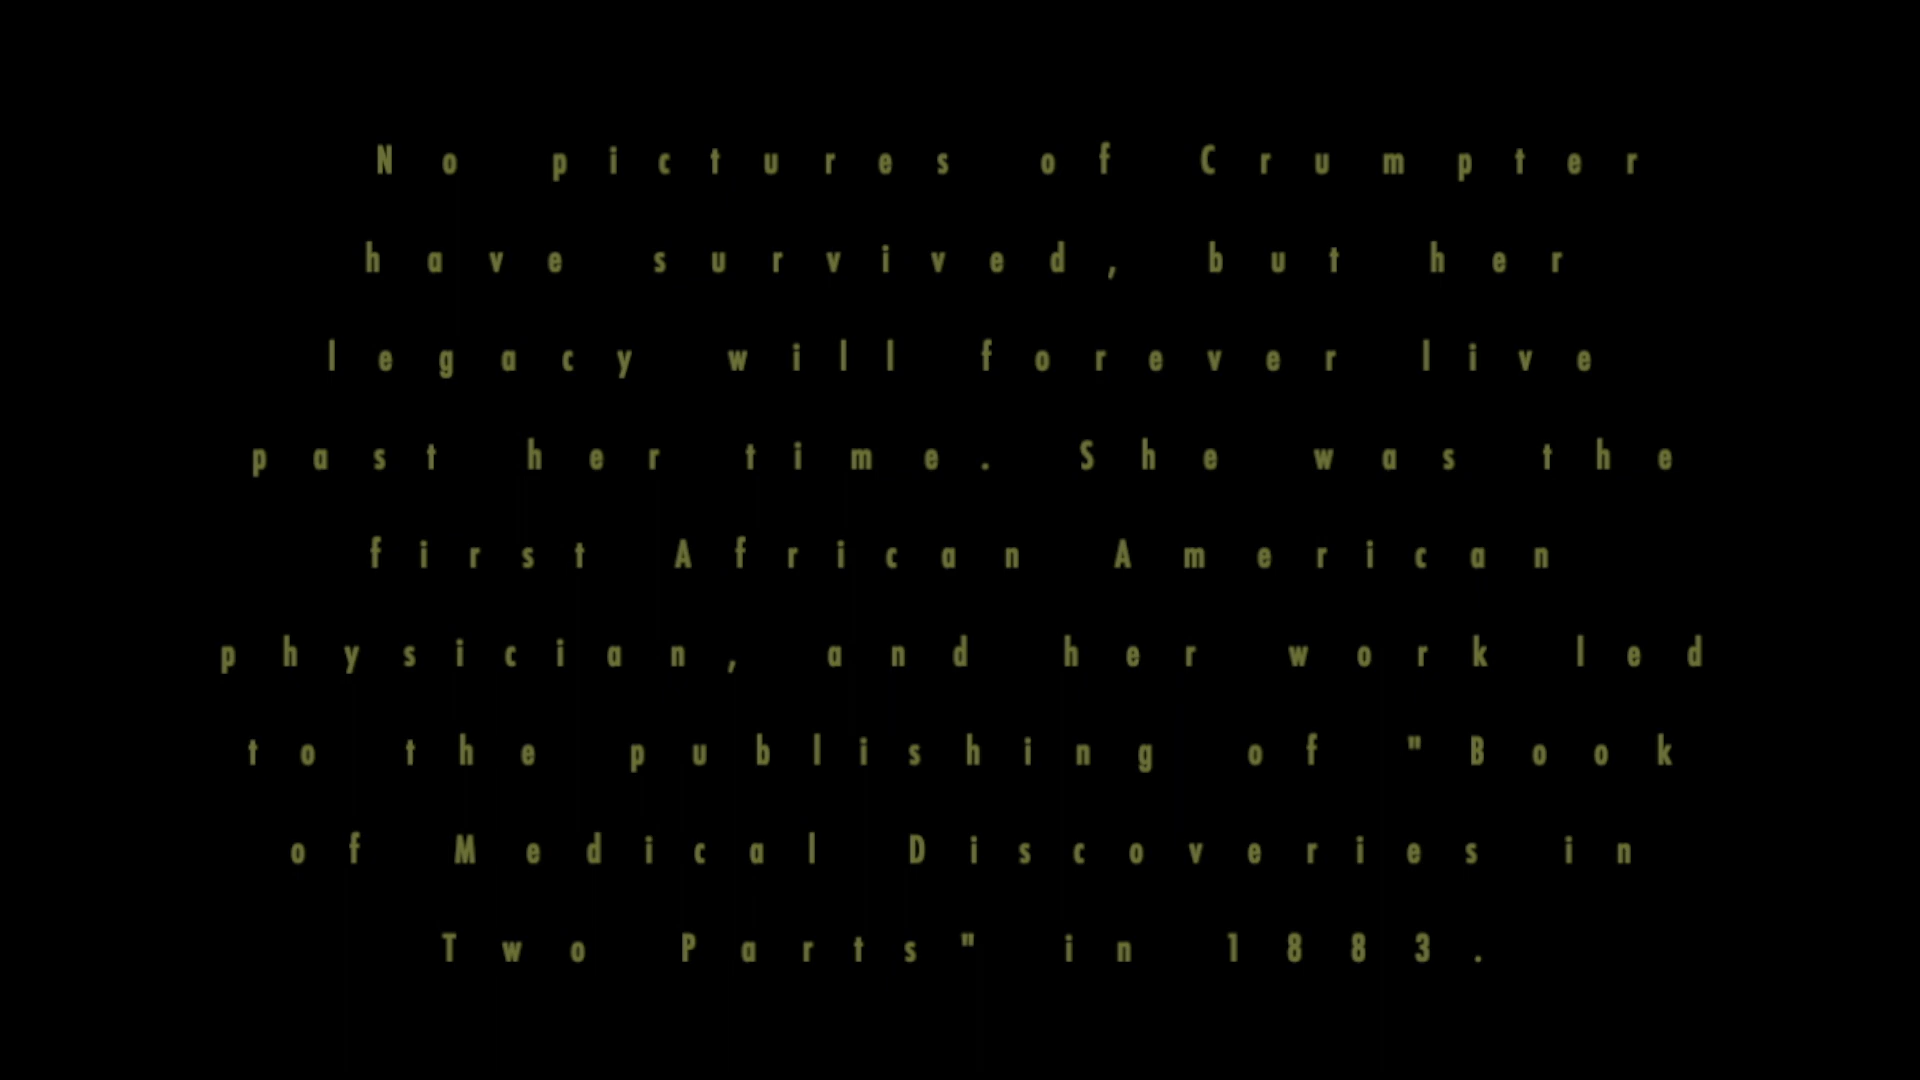 No pictures of Crumpter
have survived, but her
legacy will forever live
past her time. She was the
first African American
physician, and her work led
to the publishing of "Book
of Medical Discoveries in
Two Parts" in 1883.